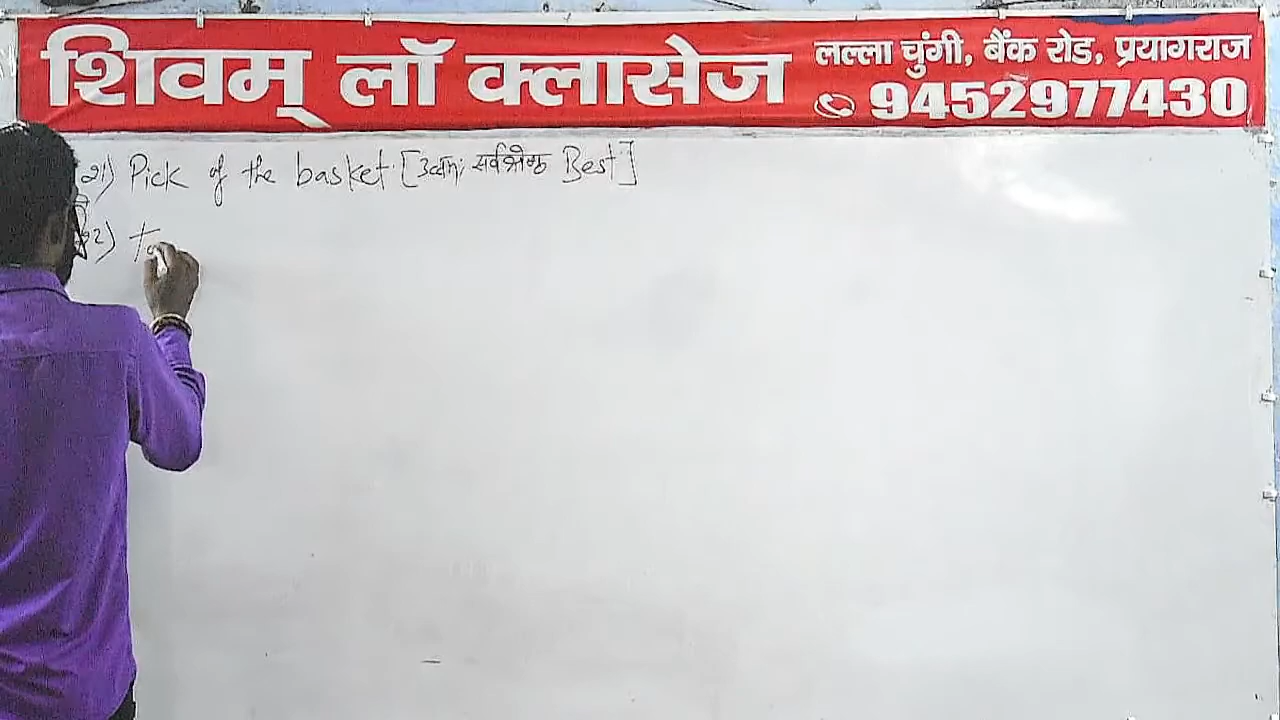 शिवम् लॉ क्लासेज
लल्ला चुंगी, बैंक रोड, प्रयागराज
9452977430
21) Pick of the basket [उत्तम; सर्वश्रेष्ठ Best]
22) To